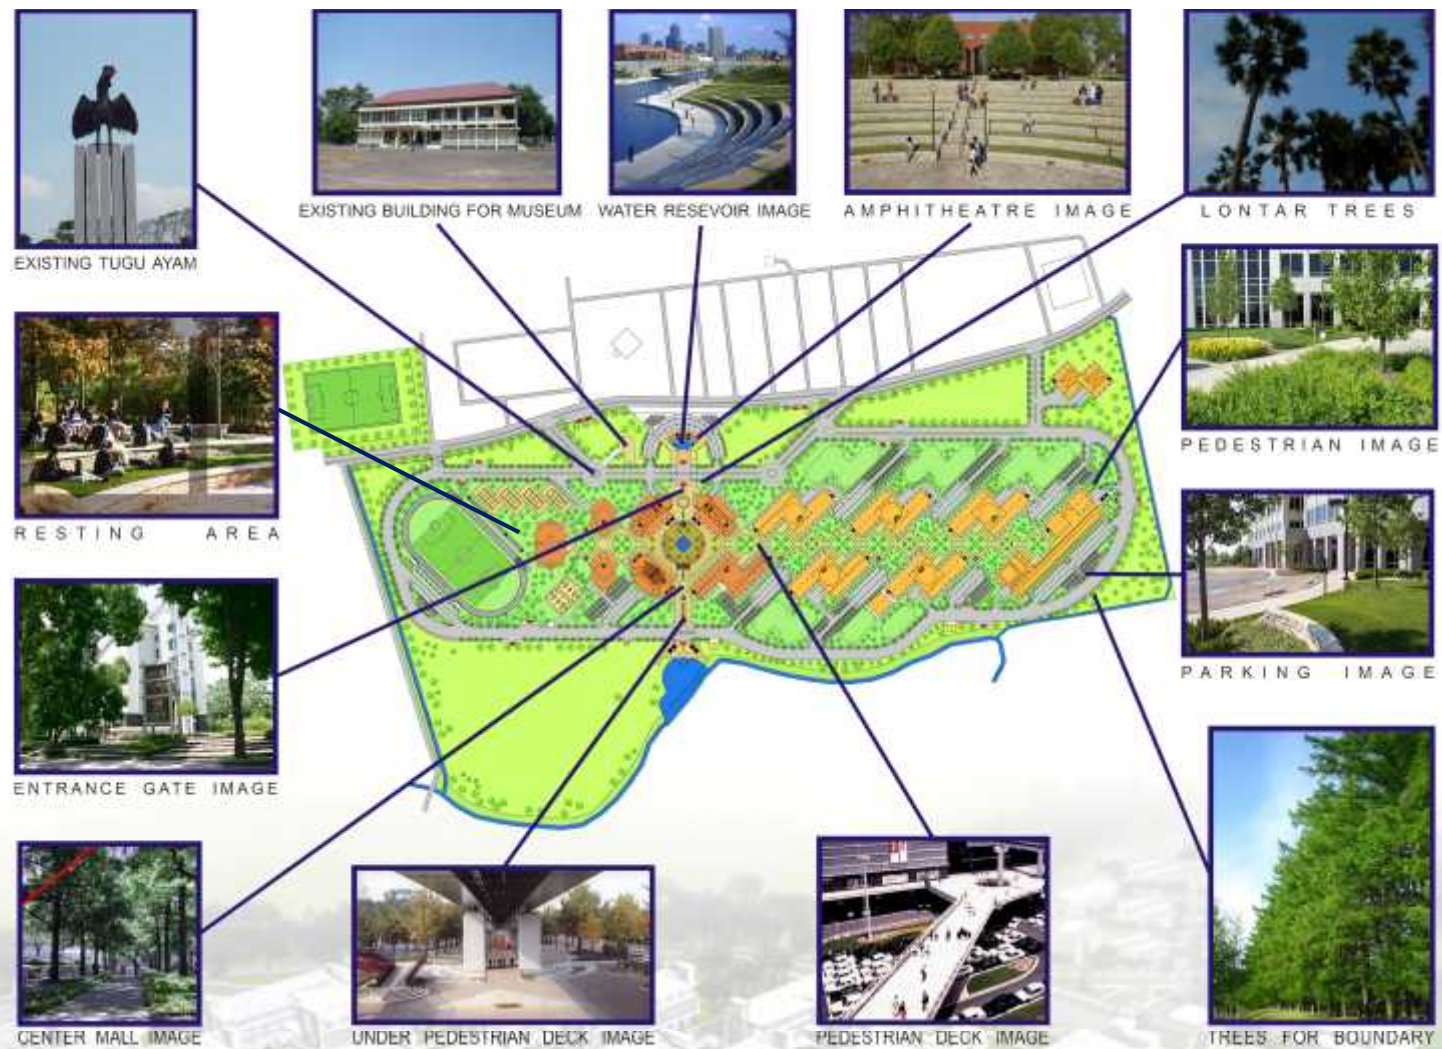 EXISTING TUGU AYAM
EXISTING BUILDING FOR MUSEUM
WATER RESEVOIR IMAGE
AMPHITHEATRE IMAGE
LONTAR TREES
PEDESTRIAN IMAGE
RESTING AREA
PARKING IMAGE
ENTRANCE GATE IMAGE
CENTER MALL IMAGE
UNDER PEDESTRIAN DECK IMAGE
PEDESTRIAN DECK IMAGE
TREES FOR BOUNDARY